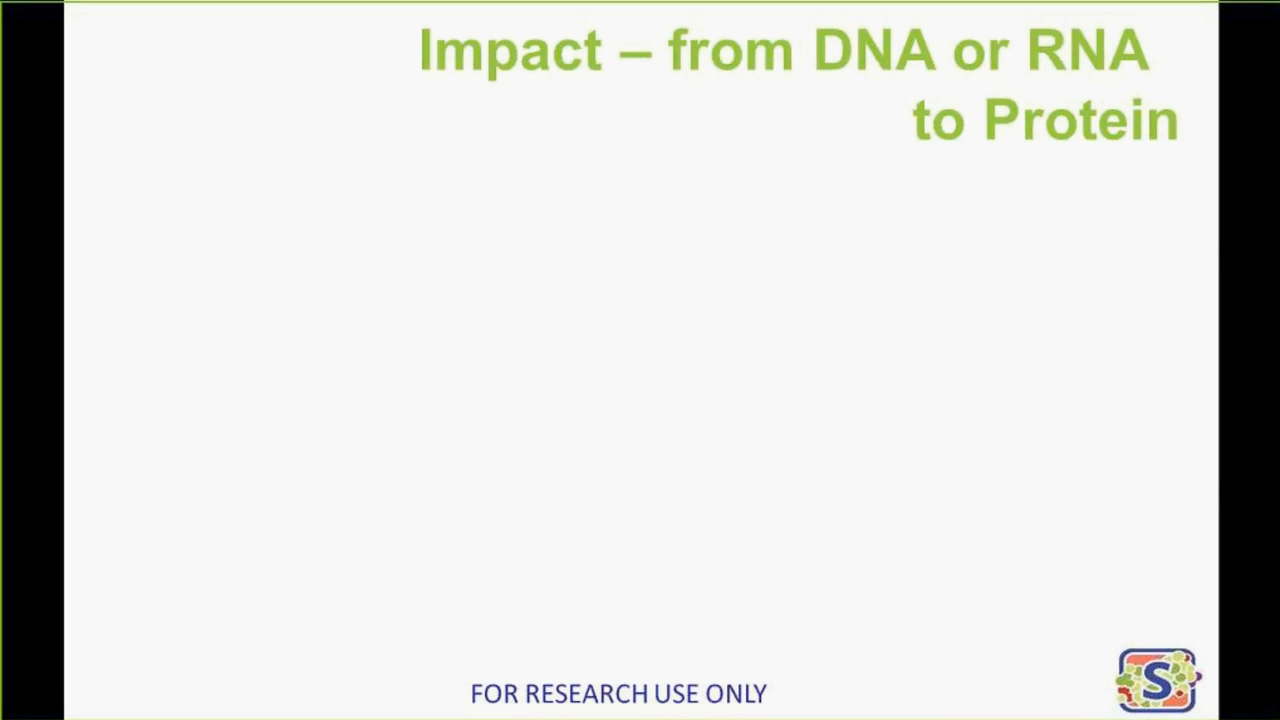 Impact – from DNA or RNA
to Protein
FOR RESEARCH USE ONLY
S